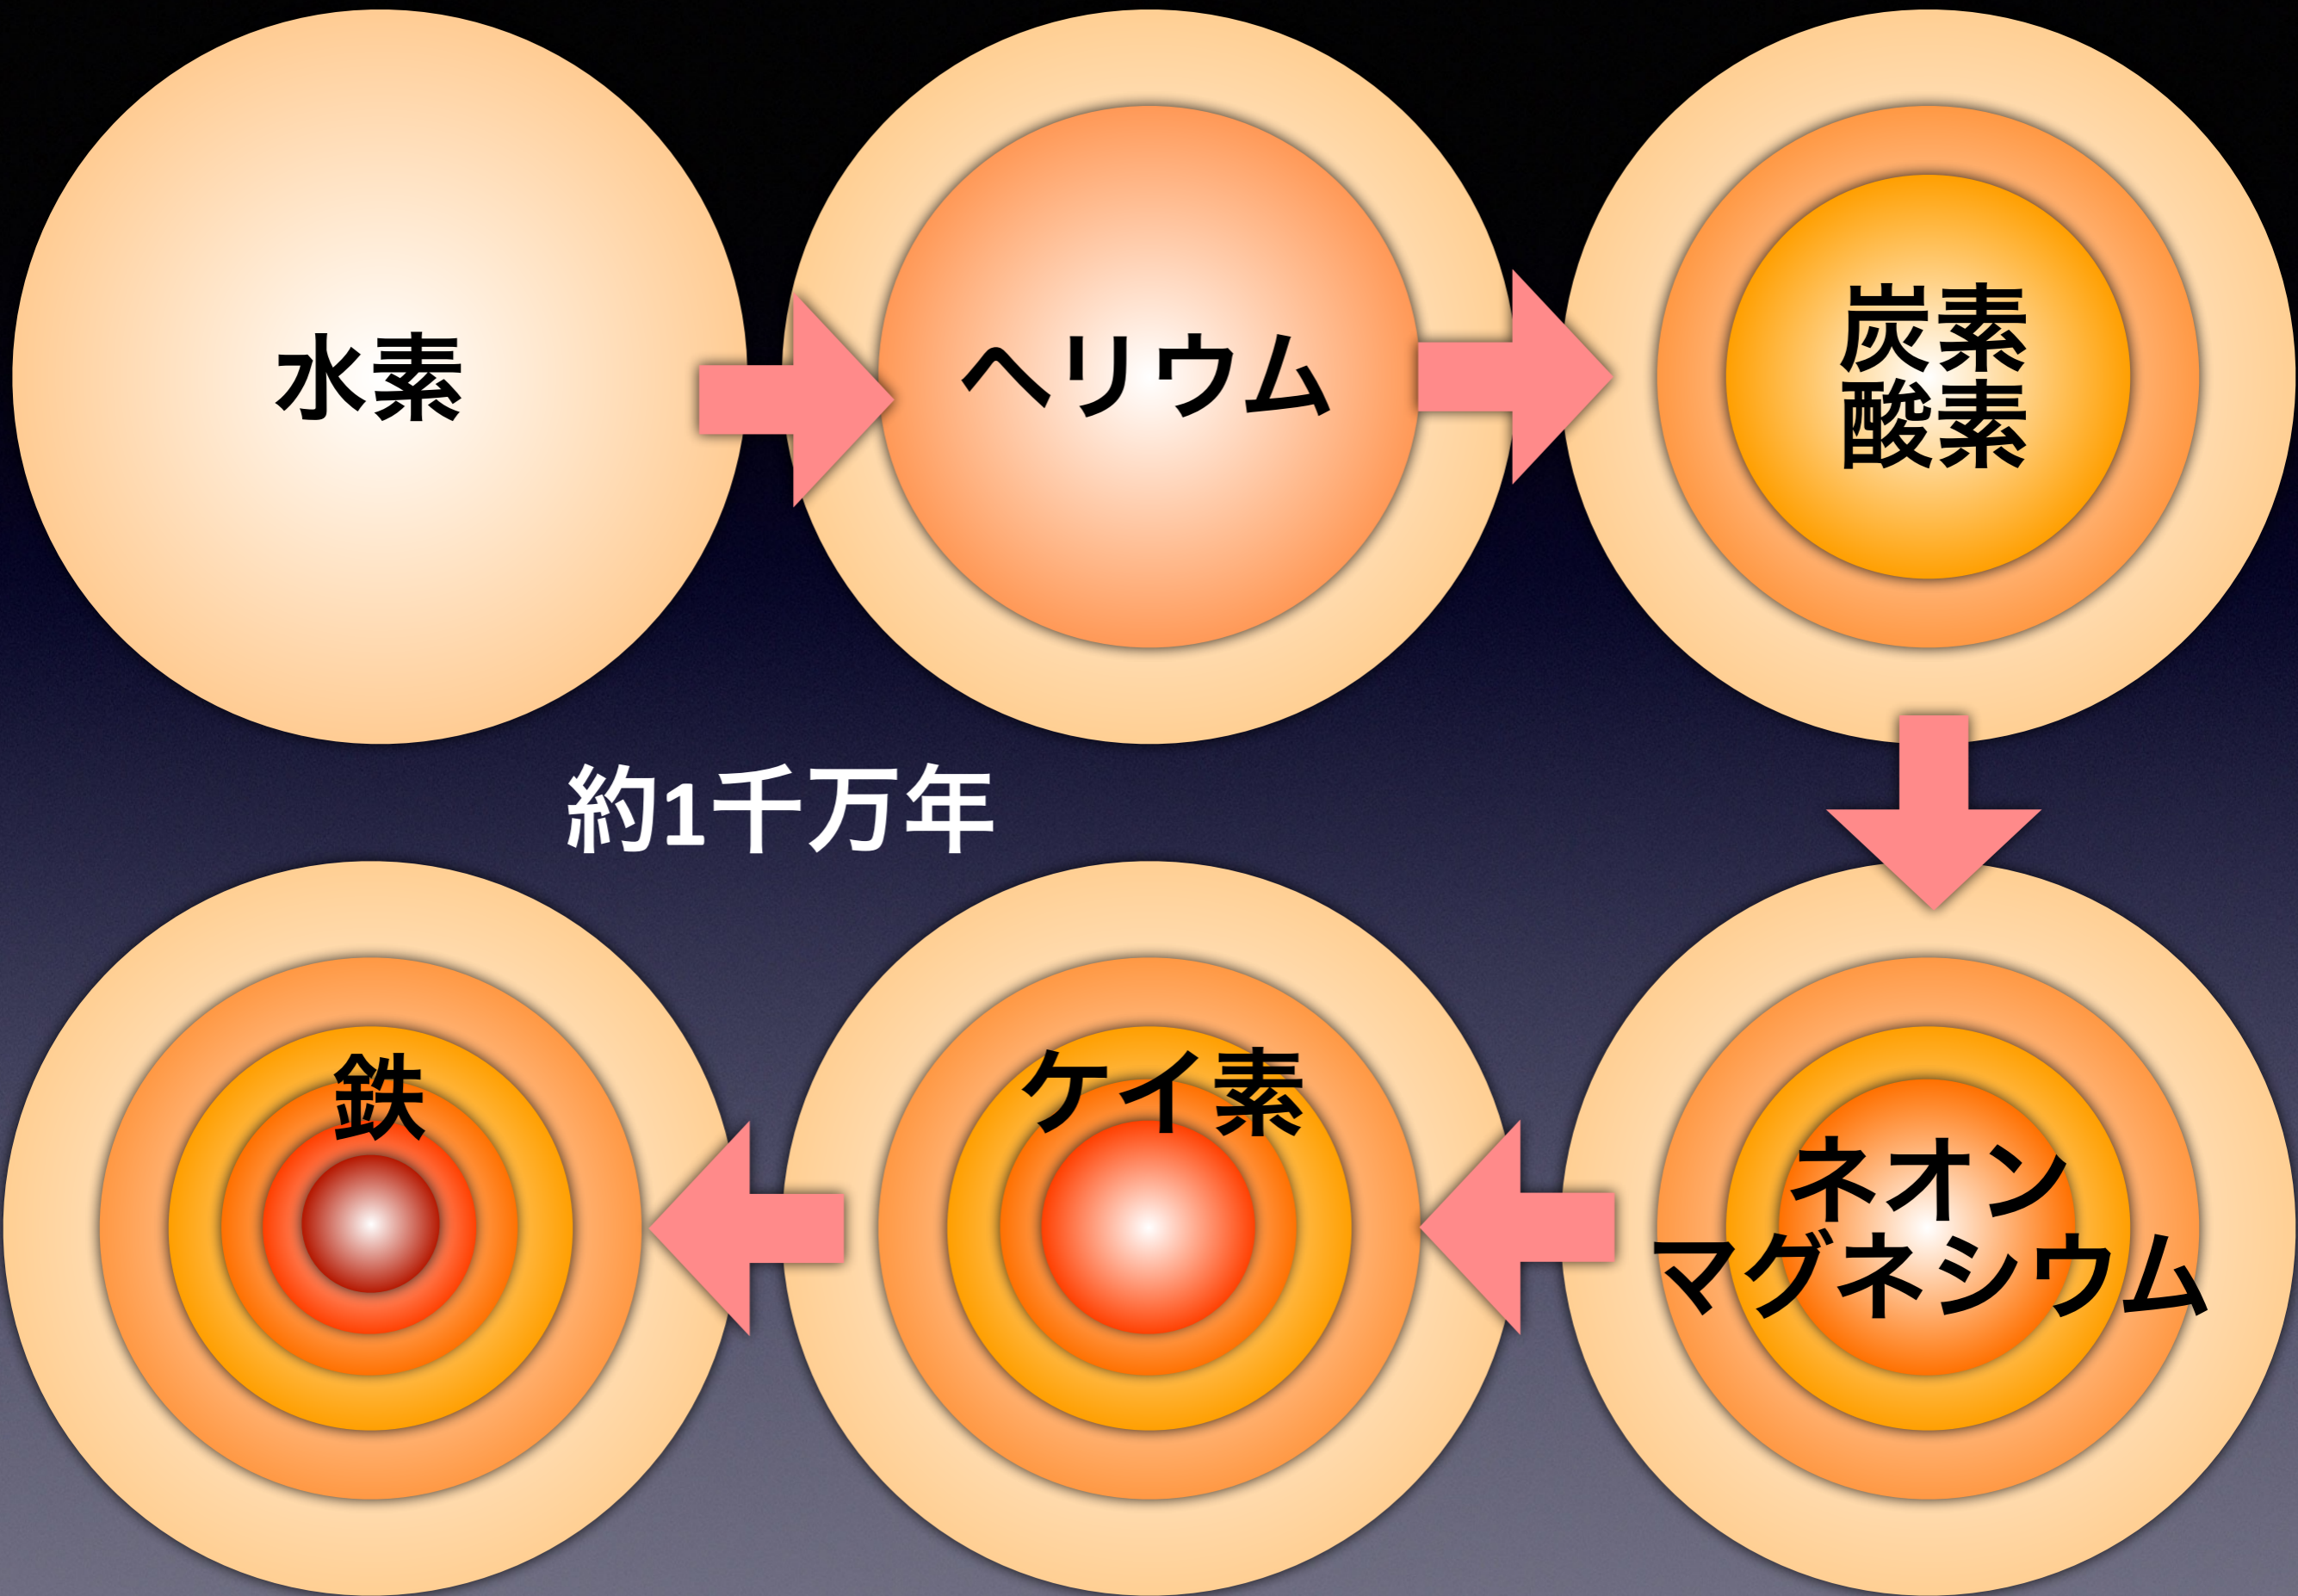 水素
ヘリウム
炭素
酸素
約1千万年
鉄
ケイ素
ネオン
マグネシウム